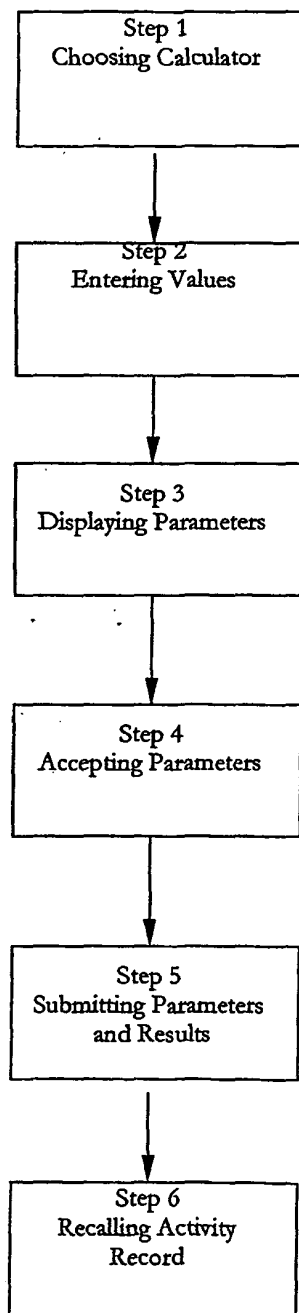 Step 1
Choosing Calculator
Step 2
Entering Values
Step 3
Displaying Parameters
Step 4
Accepting Parameters
Step 5
Submitting Parameters
and Results
Step 6
Recalling Activity
Record